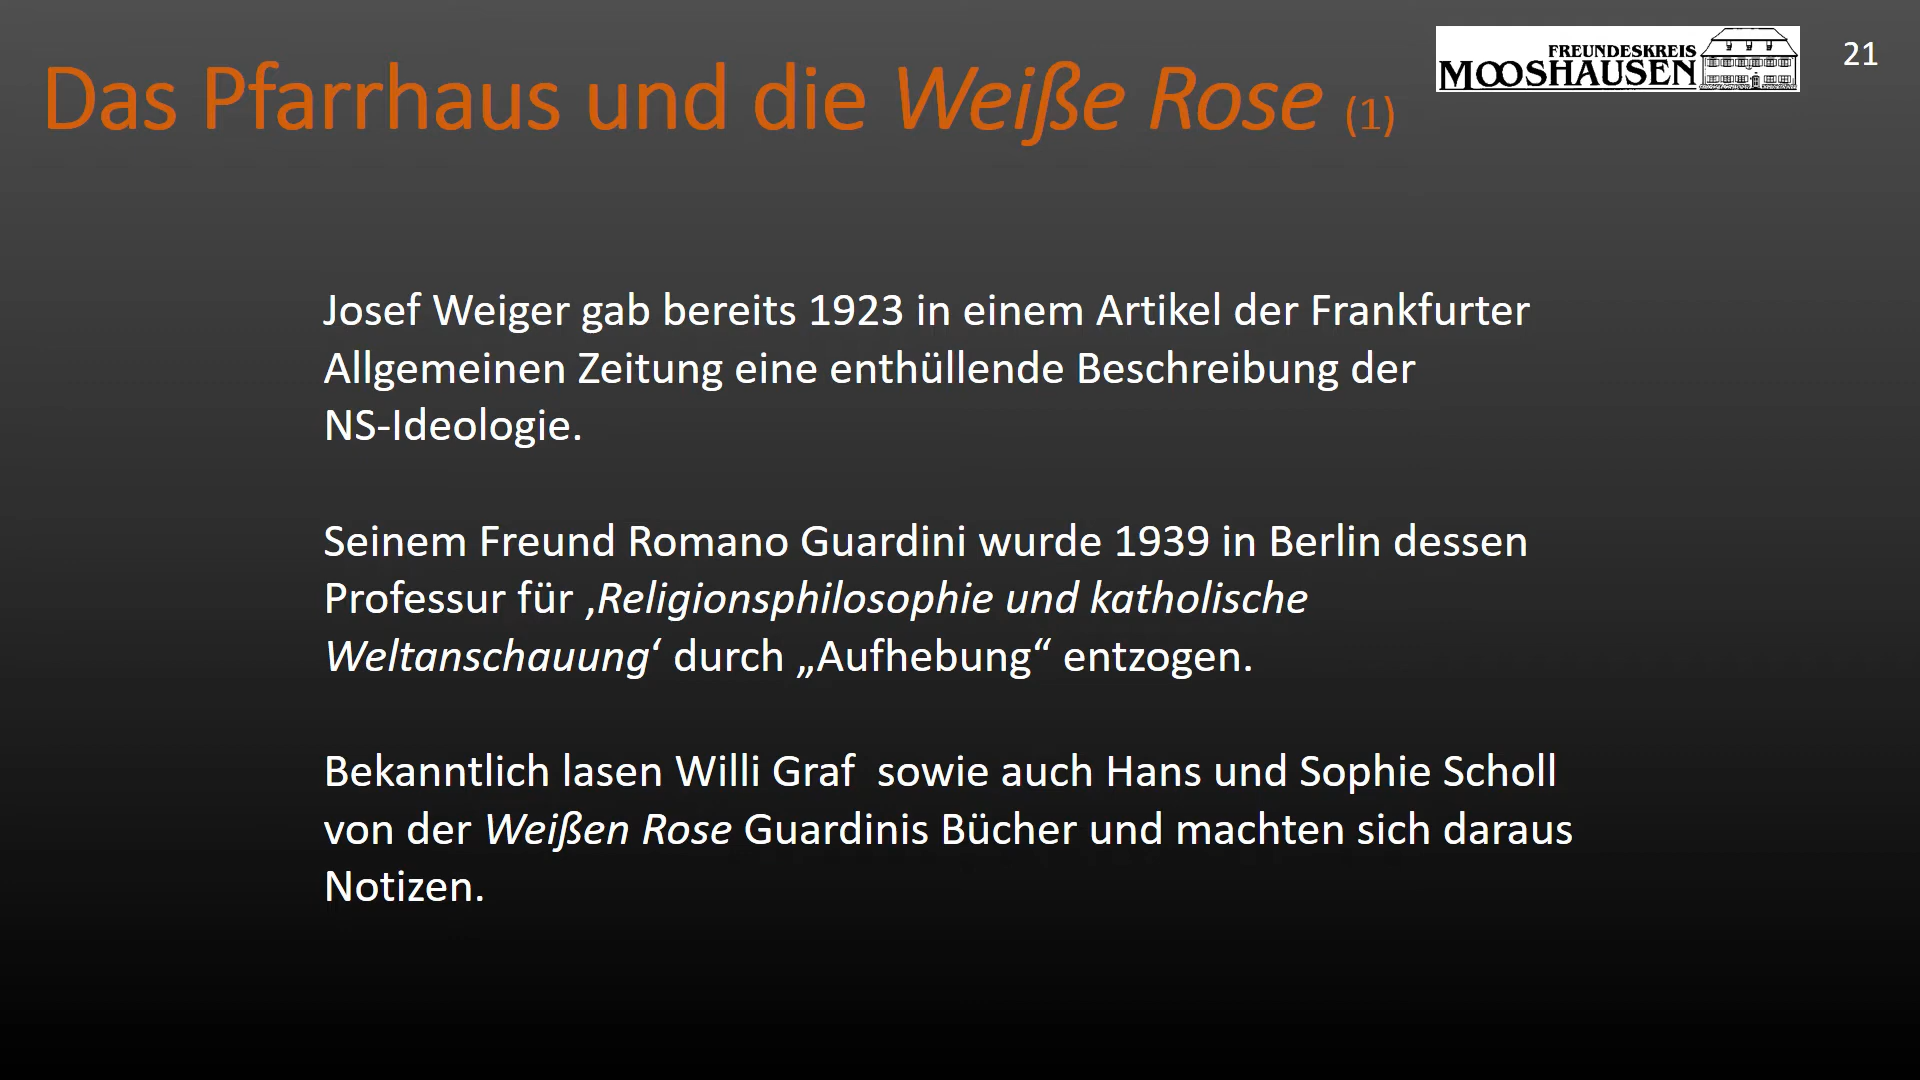 Das Pfarrhaus und die Weiße Rose (1)
FREUNDESKREIS
MOOSHAUSEN
21
Josef Weiger gab bereits 1923 in einem Artikel der Frankfurter
Allgemeinen Zeitung eine enthüllende Beschreibung der
NS-Ideologie.
Seinem Freund Romano Guardini wurde 1939 in Berlin dessen
Professur für ‚Religionsphilosophie und katholische
Weltanschauung‘ durch „Aufhebung“ entzogen.
Bekanntlich lasen Willi Graf  sowie auch Hans und Sophie Scholl
von der Weißen Rose Guardinis Bücher und machten sich daraus
Notizen.